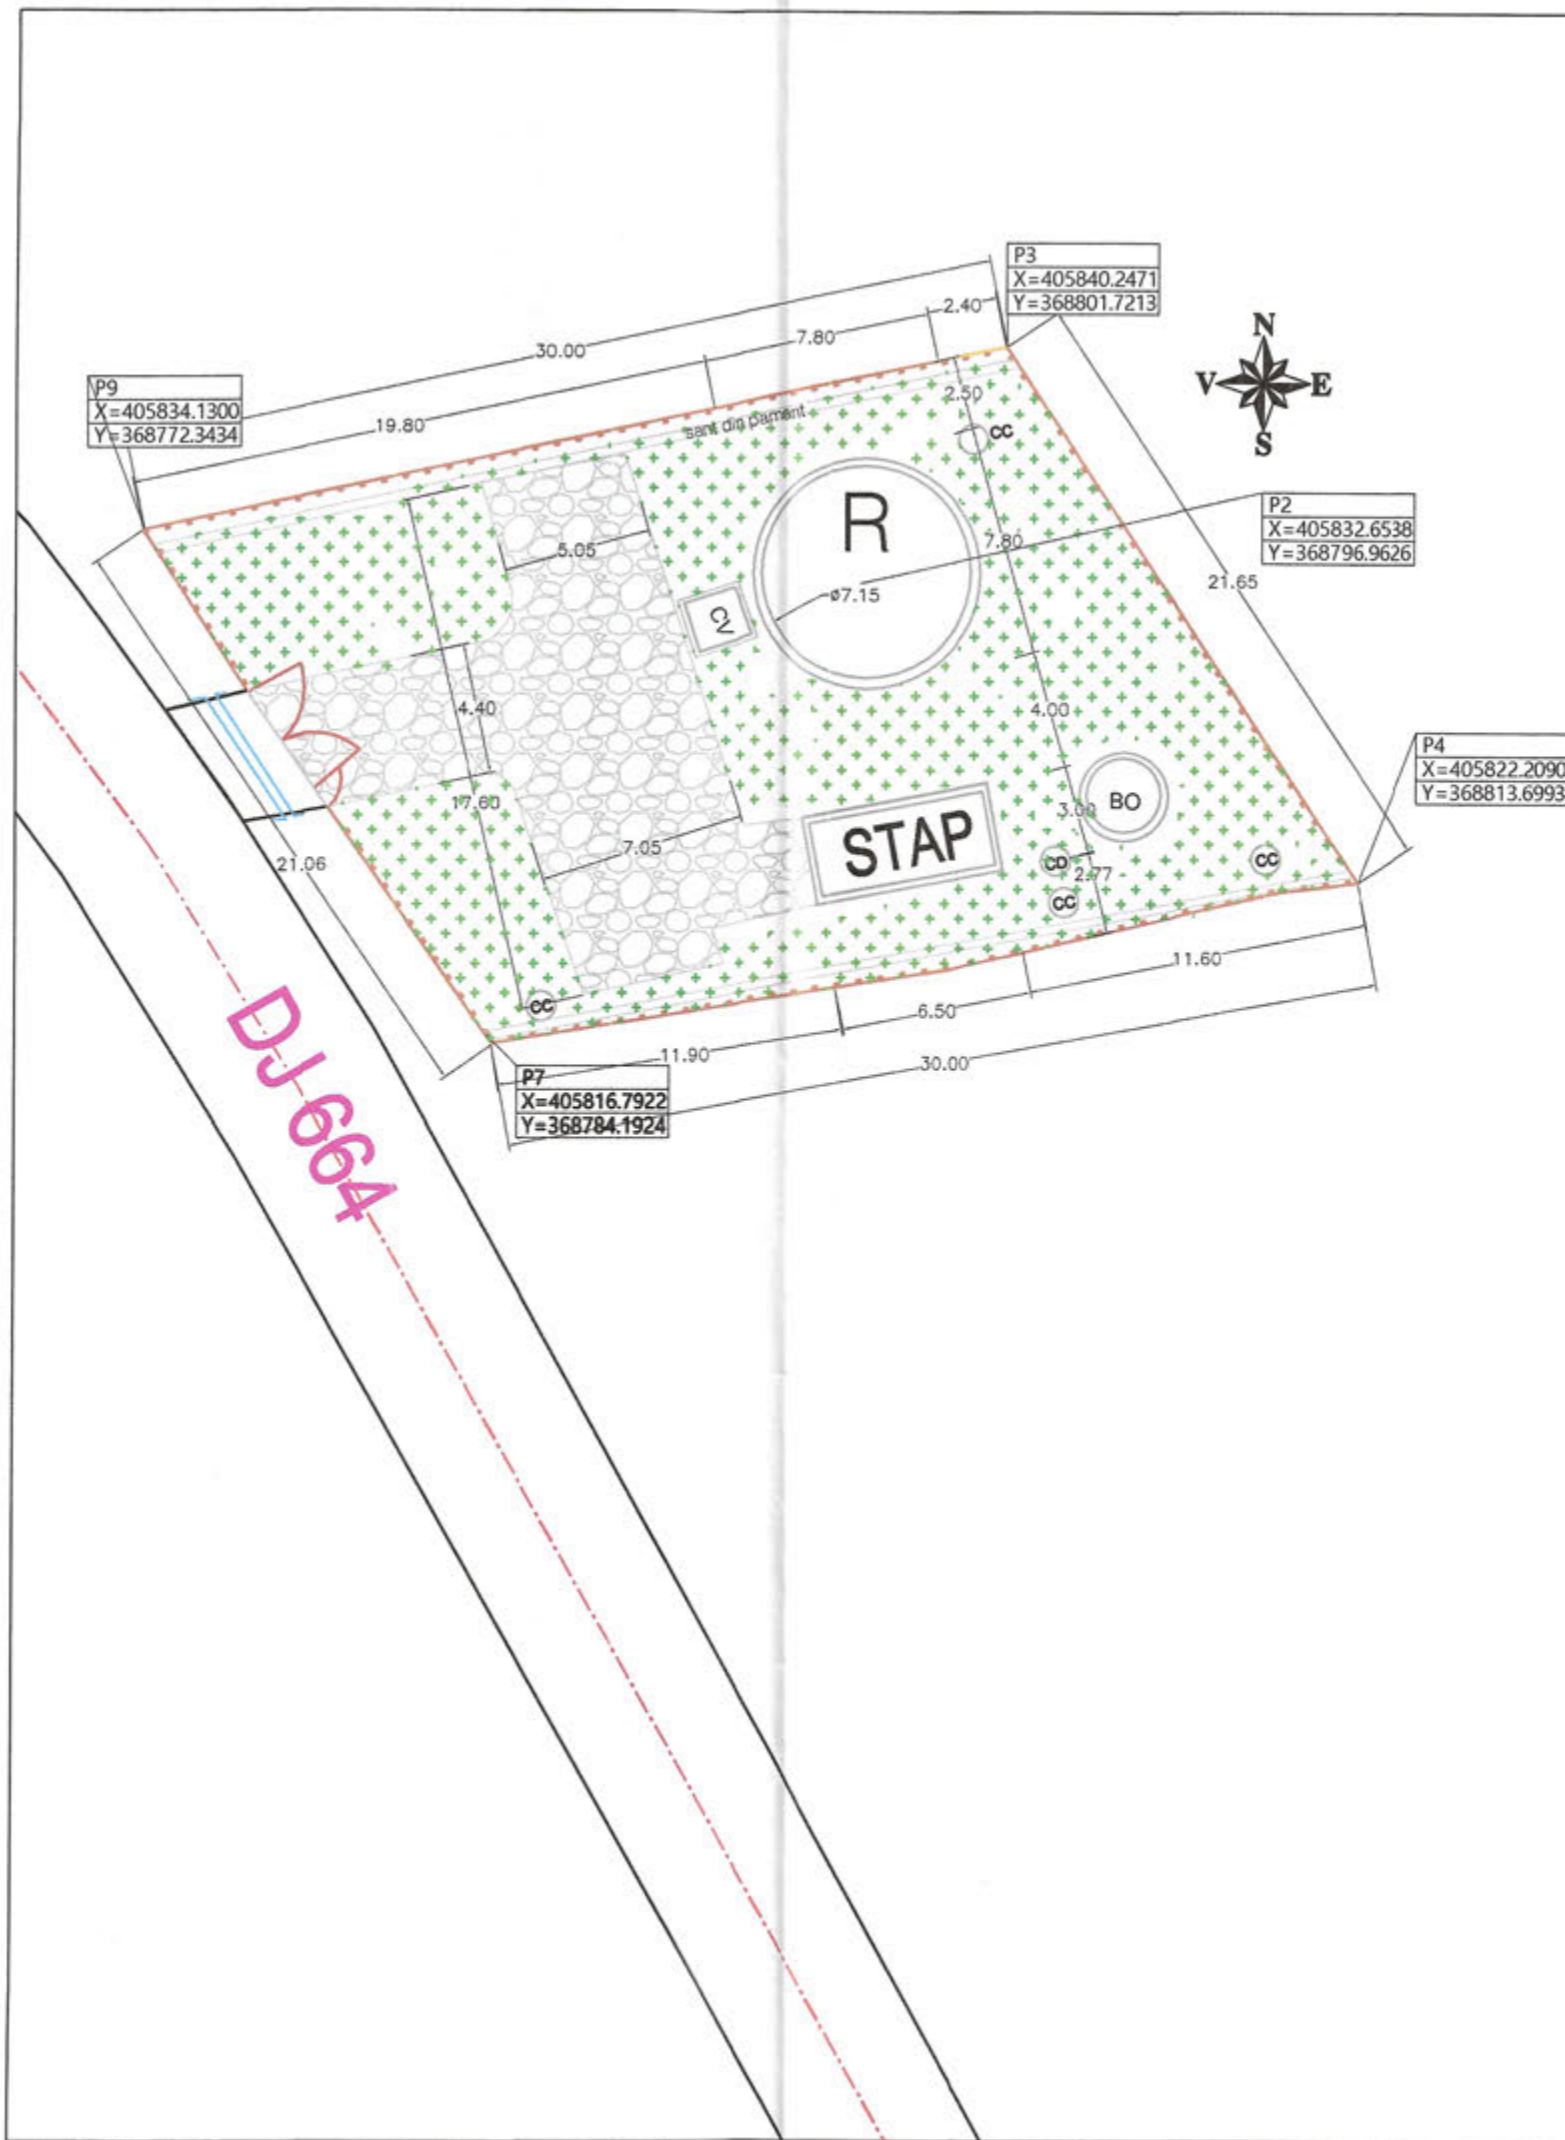 P3
X=405840.2471
Y=368801.7213
2.40
7.80
30.00
N
V E
S
P9
X=405834.1300
Y=368772.3434
19.80
sant din pamant
2.50
CC
R
P2
X=405832.6538
Y=368796.9626
7.80
5.05
ø7.15
21.65
CV
4.40
4.00
P4
X=405822.2090
Y=368813.6993
17.60
BO
3.00
STAP
7.05
21.06
CD
2.77
CC
CC
CC
11.60
6.50
11.90
30.00
P7
X=405816.7922
Y=368784.1924
DJ 664